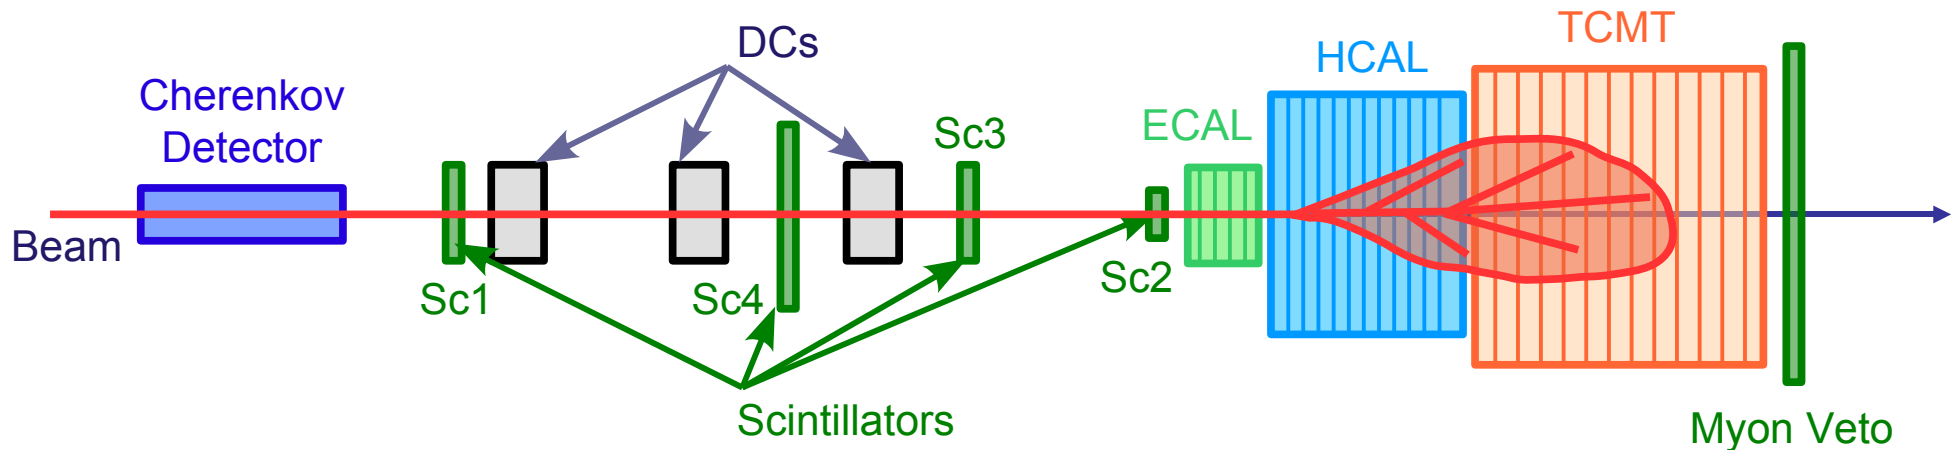 DCs
TCMT
HCAL
Cherenkov
Detector
ECAL
Sc3
Beam
Sc1
Sc4
Sc2
Scintillators
Myon Veto